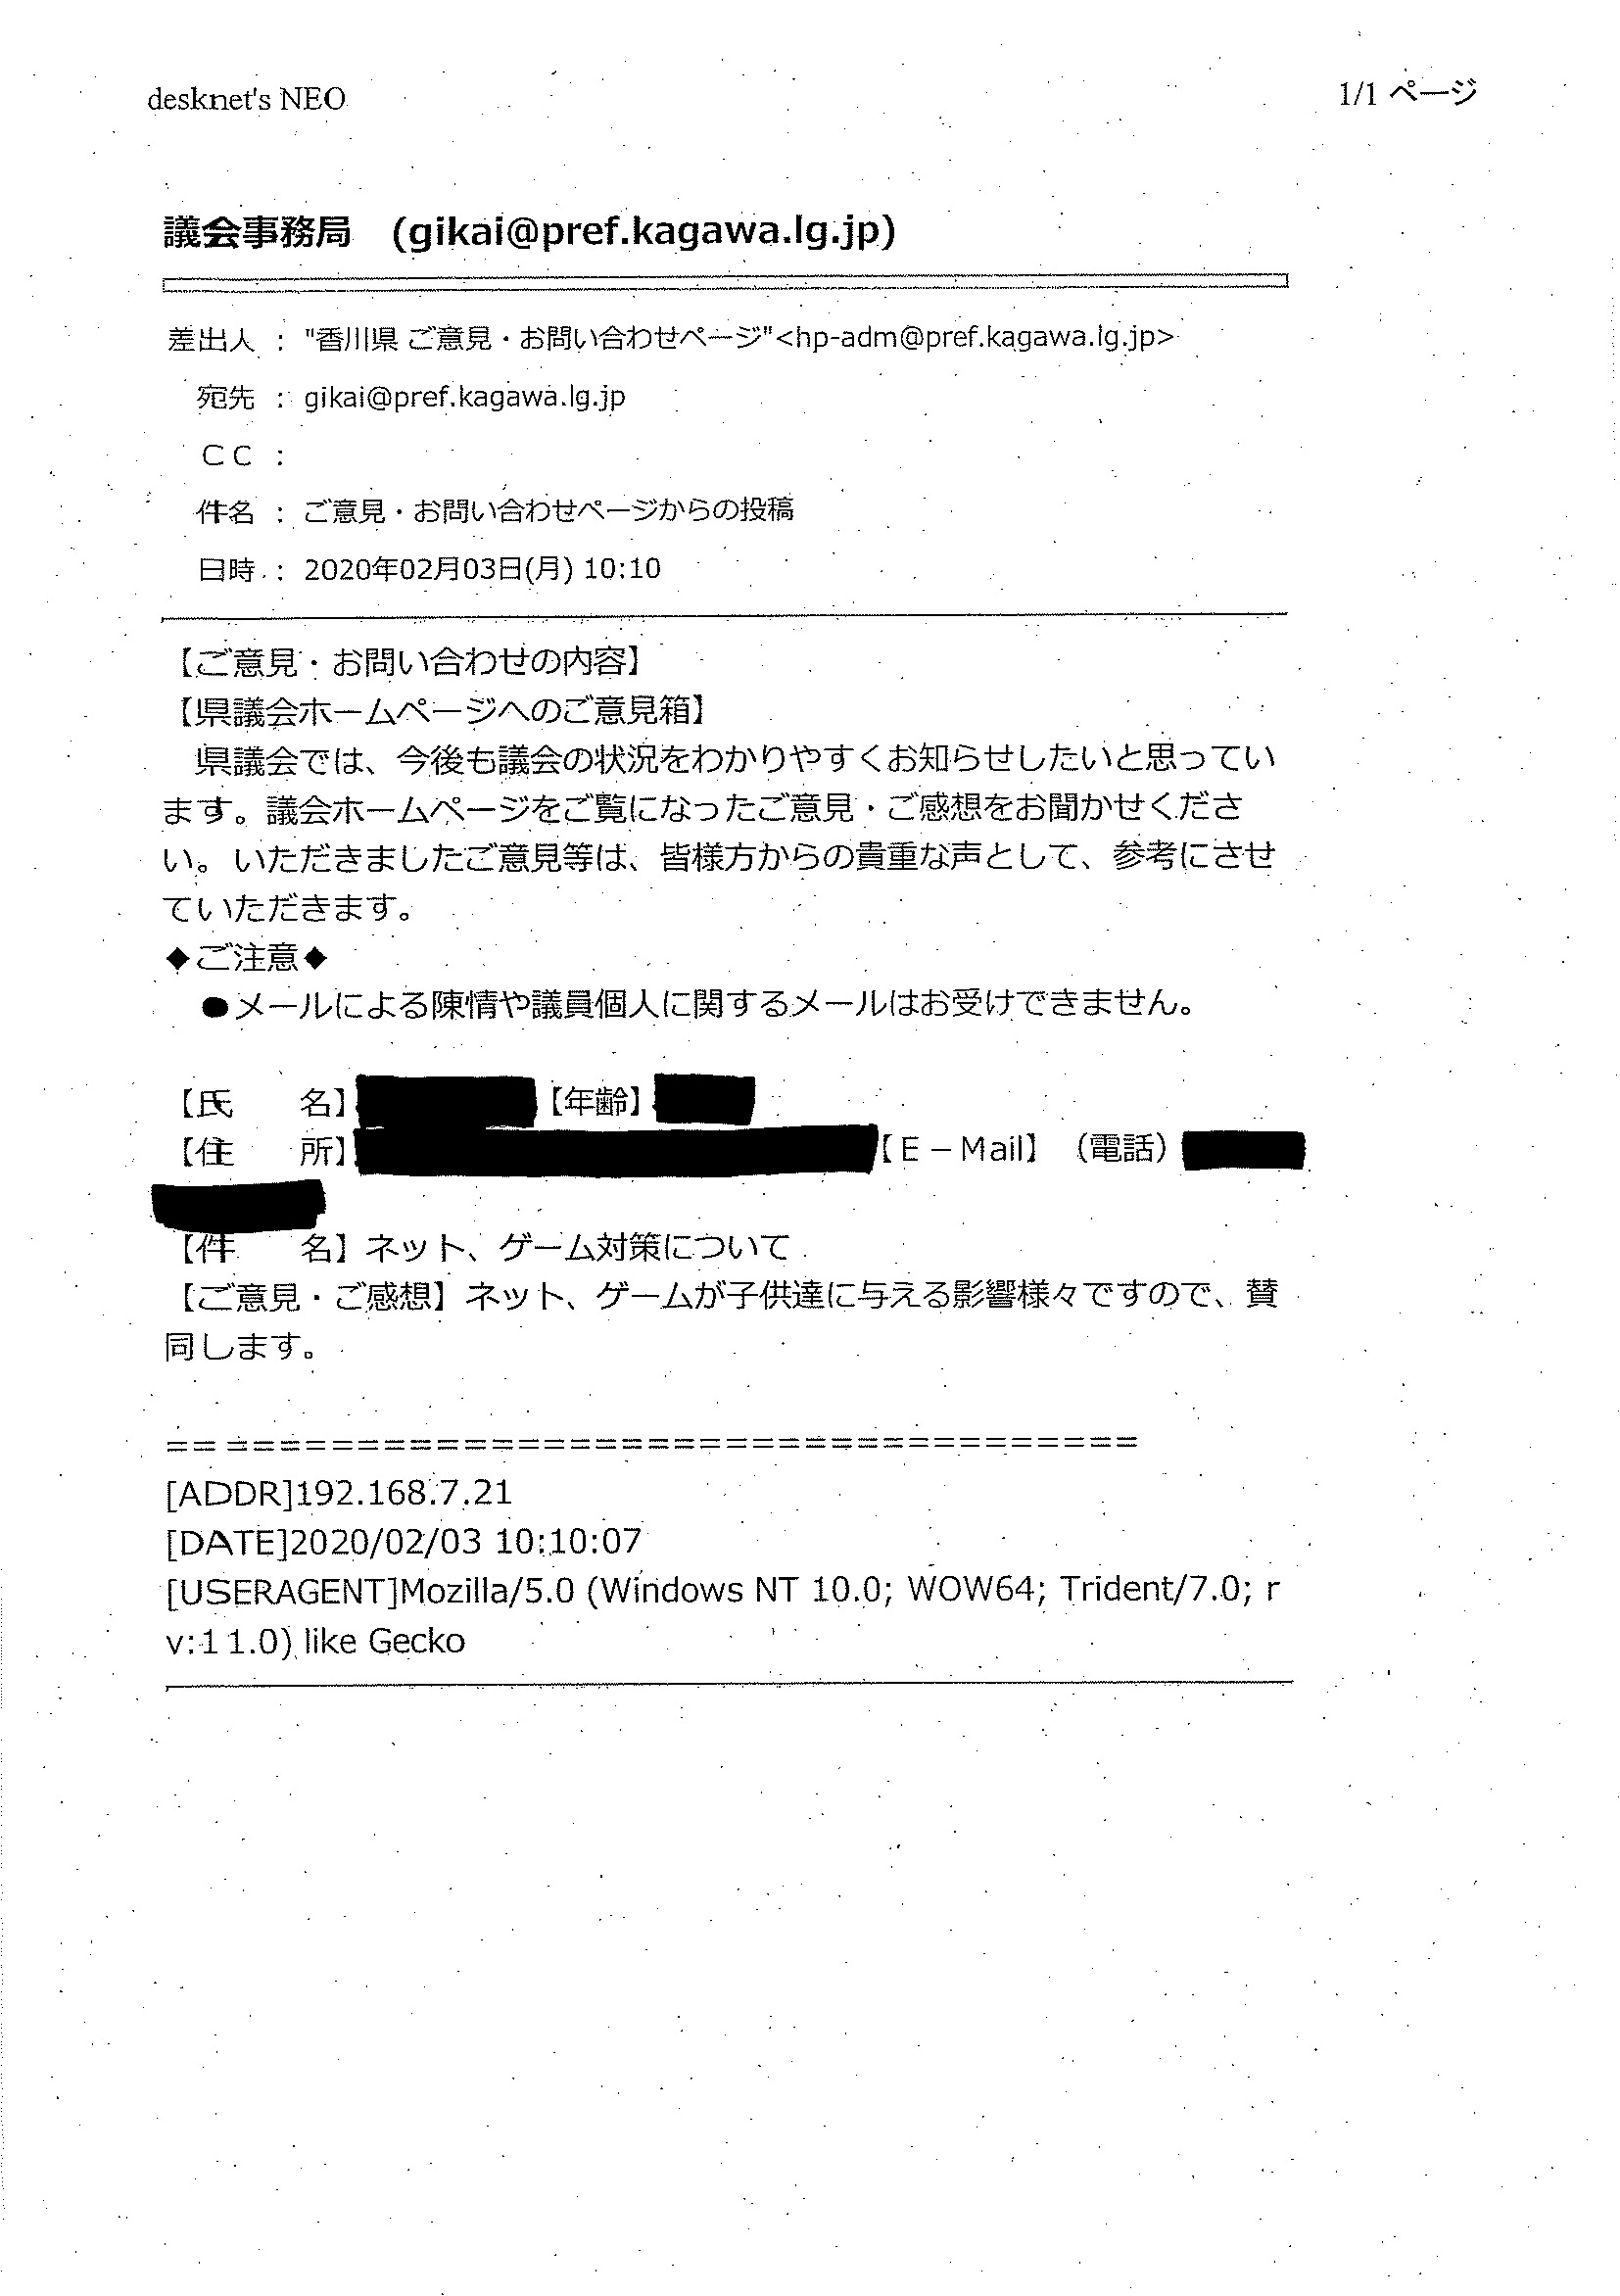 desknet's NEO 1/1 ページ
議会事務局 (gikai@pref.kagawa.lg.jp)
差出人 : "香川県 ご意見・お問い合わせページ"<hp-adm@pref.kagawa.lg.jp>
宛先 : gikai@pref.kagawa.lg.jp
ＣＣ :
件名 : ご意見・お問い合わせページからの投稿
日時 : 2020年02月03日(月) 10:10
【ご意見・お問い合わせの内容】
【県議会ホームページへのご意見箱】
　県議会では、今後も議会の状況をわかりやすくお知らせしたいと思ってい
ます。議会ホームページをご覧になったご意見・ご感想をお聞かせくださ
い。いただきましたご意見等は、皆様方からの貴重な声として、参考にさせ
ていただきます。
◆ご注意◆
　●メールによる陳情や議員個人に関するメールはお受けできません。
【氏　　名】 【年齢】
【住　　所】 【Ｅ－Mail】（電話）
【件　　名】ネット、ゲーム対策について
【ご意見・ご感想】ネット、ゲームが子供達に与える影響様々ですので、賛
同します。
=====================================
[ADDR]192.168.7.21
[DATE]2020/02/03 10:10:07
[USERAGENT]Mozilla/5.0 (Windows NT 10.0; WOW64; Trident/7.0; r
v:11.0) like Gecko